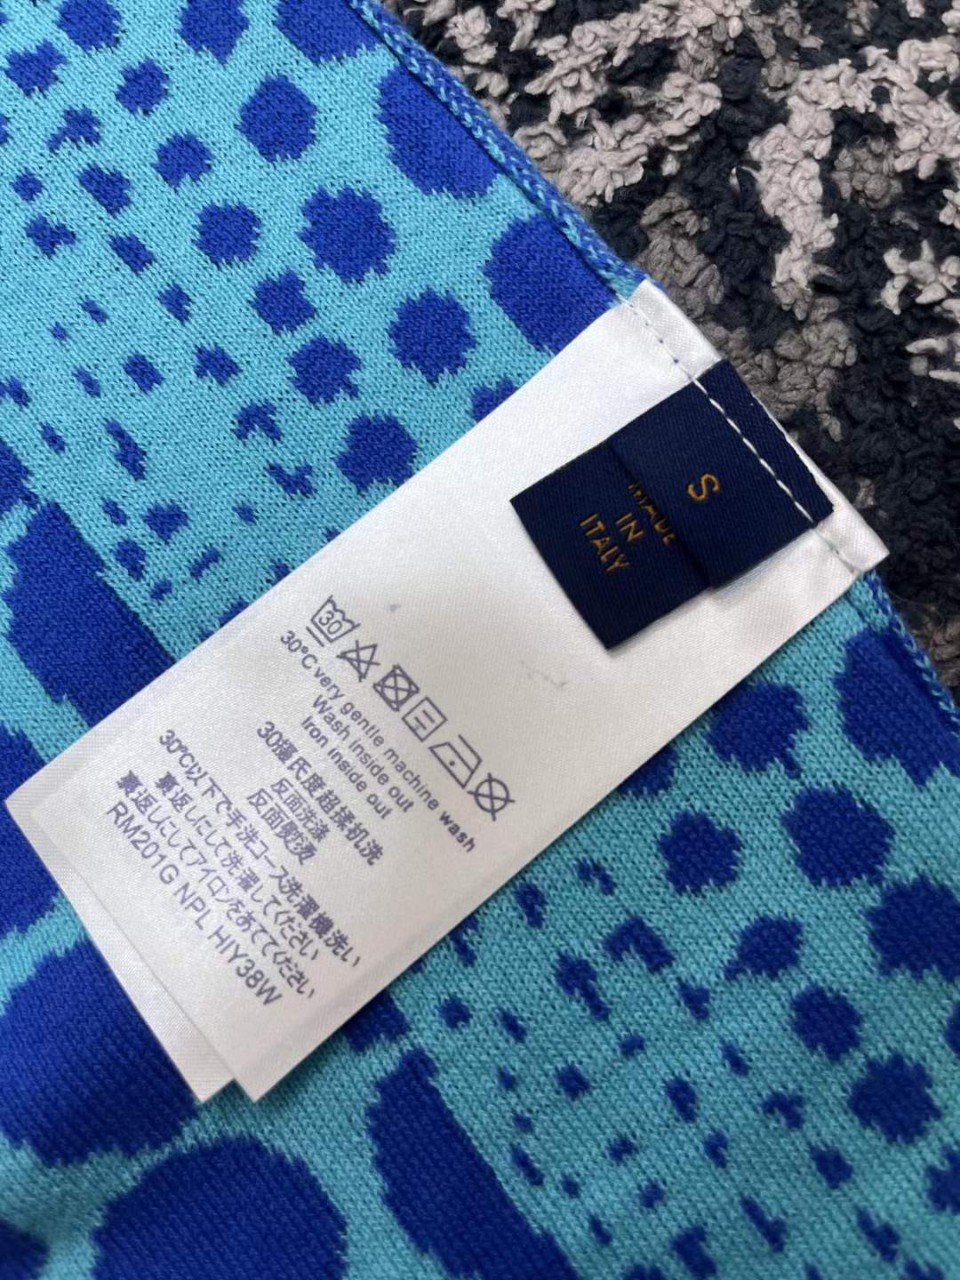 S
MADE
IN
ITALY
30
30°C very gentle machine wash
Wash inside out
Iron inside out
30摄氏度超柔机洗
反面洗涤
反面熨烫
30℃以下で手洗コース洗濯機洗い
裏返しにして洗濯してください
裏返しにしてアイロンをあててください
RM201G NPL HIY38W